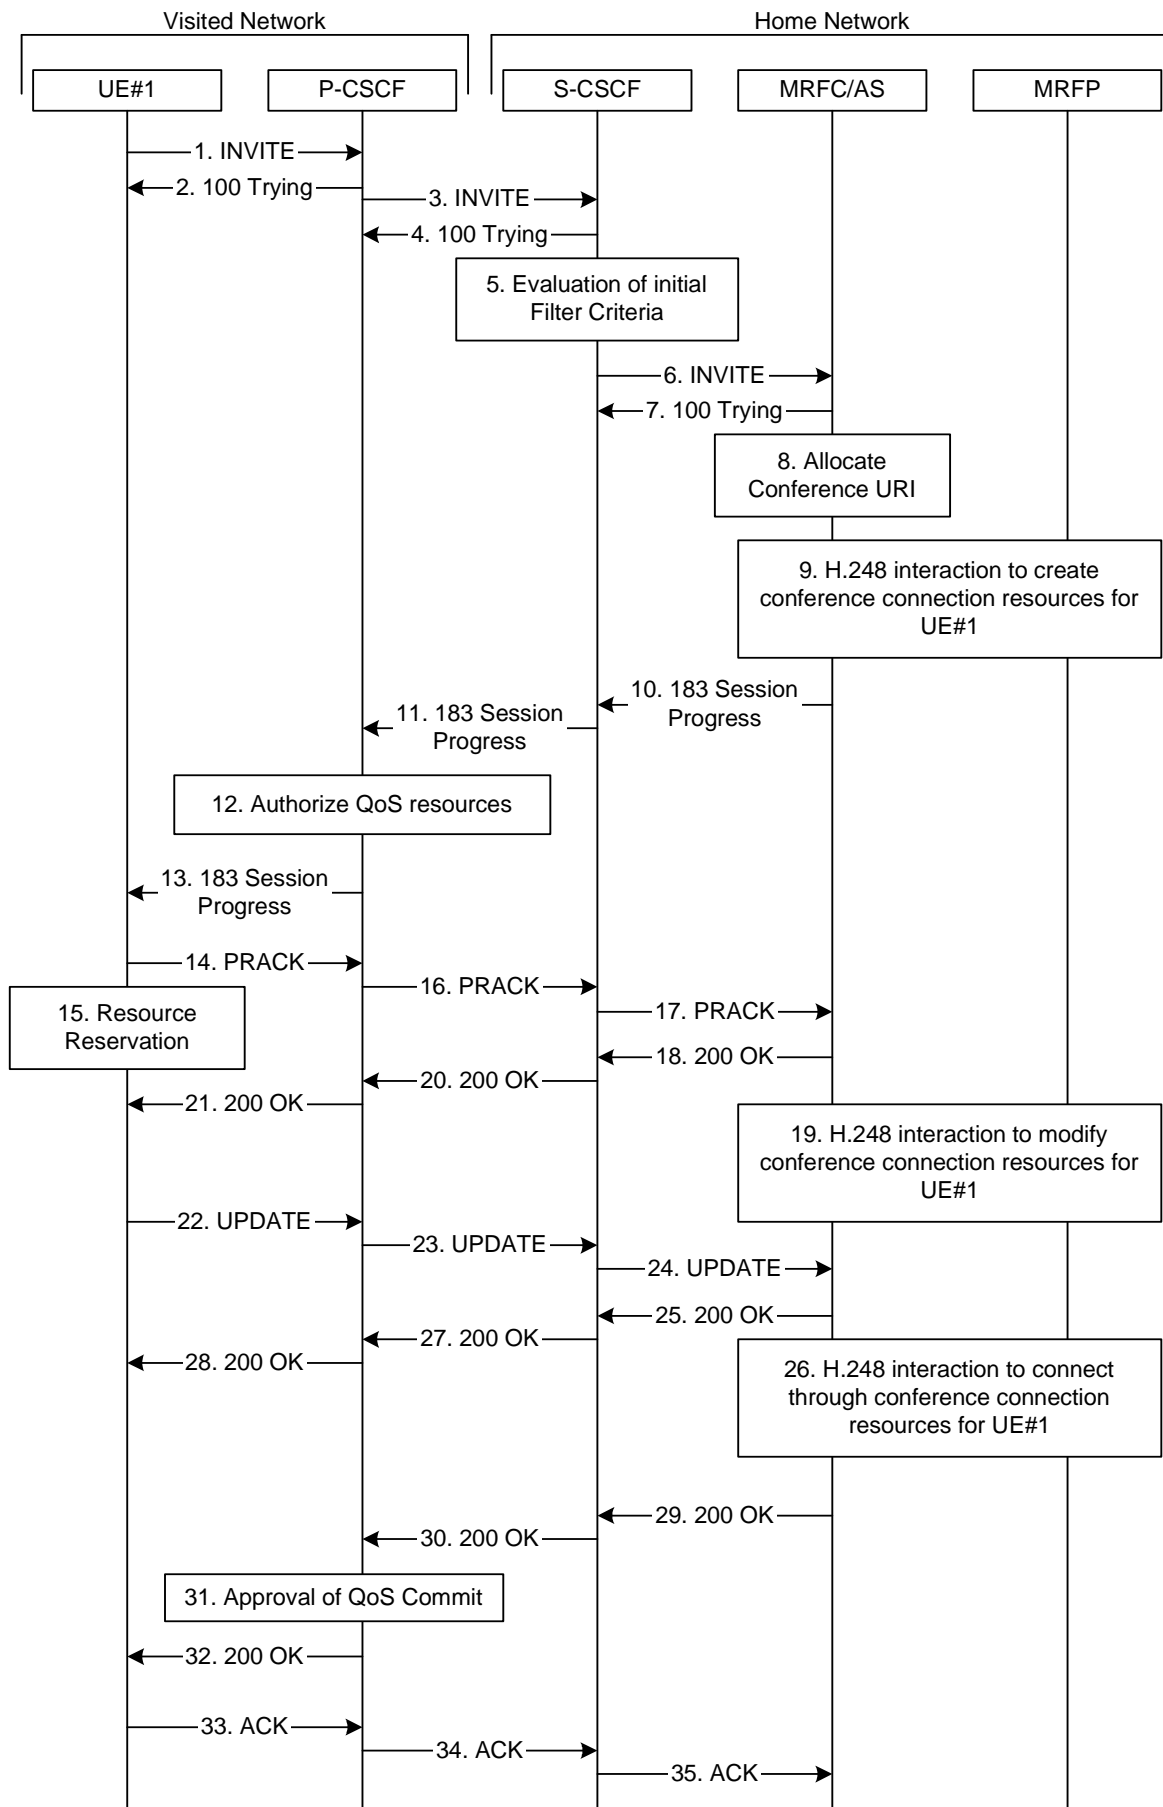 Visited Network
Home Network
UE#1
P-CSCF
S-CSCF
MRFC/AS
MRFP
1. INVITE
2. 100 Trying
3. INVITE
4. 100 Trying
5. Evaluation of initial
Filter Criteria
6. INVITE
7. 100 Trying
8. Allocate
Conference URI
9. H.248 interaction to create
conference connection resources for
UE#1
10. 183 Session
Progress
11. 183 Session
Progress
12. Authorize QoS resources
13. 183 Session
Progress
14. PRACK
15. Resource
Reservation
16. PRACK
17. PRACK
18. 200 OK
20. 200 OK
21. 200 OK
19. H.248 interaction to modify
conference connection resources for
UE#1
22. UPDATE
23. UPDATE
24. UPDATE
25. 200 OK
27. 200 OK
28. 200 OK
26. H.248 interaction to connect
through conference connection
resources for UE#1
29. 200 OK
30. 200 OK
31. Approval of QoS Commit
32. 200 OK
33. ACK
34. ACK
35. ACK